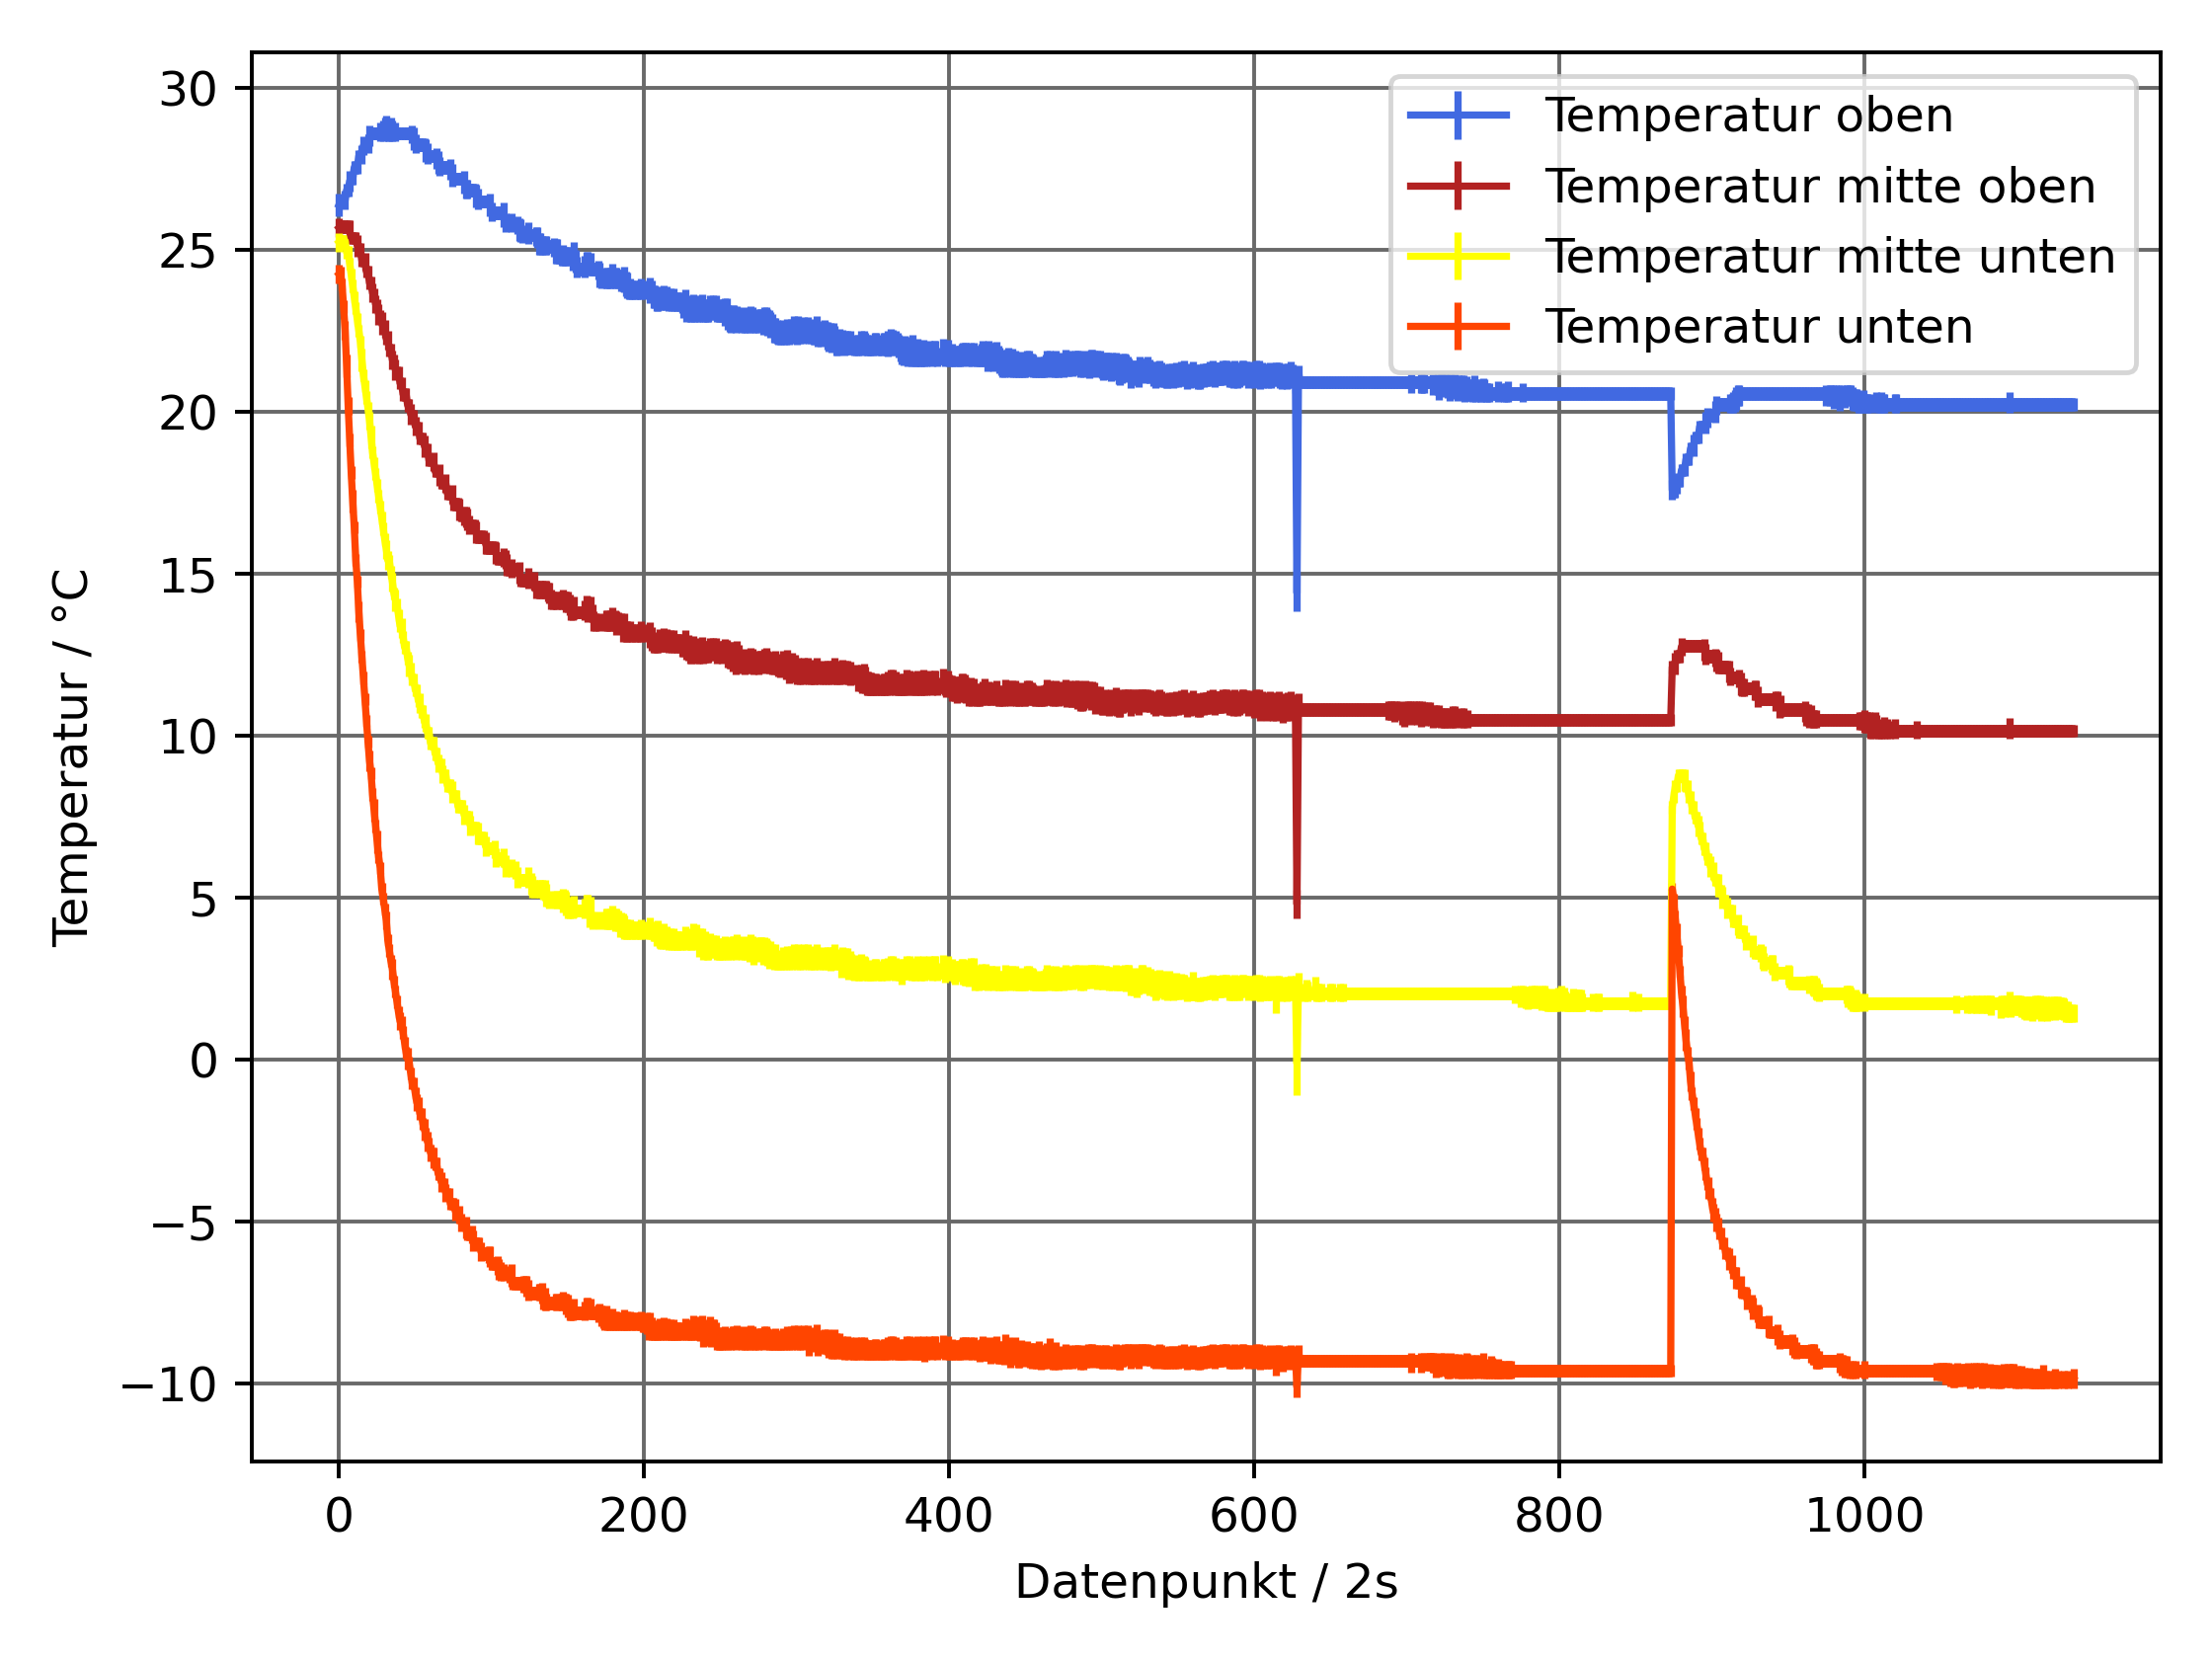 Temperatur / °C
30
25
20
15
10
5
0
−5
−10
Temperatur oben
Temperatur mitte oben
Temperatur mitte unten
Temperatur unten
0 200 400 600 800 1000
Datenpunkt / 2s